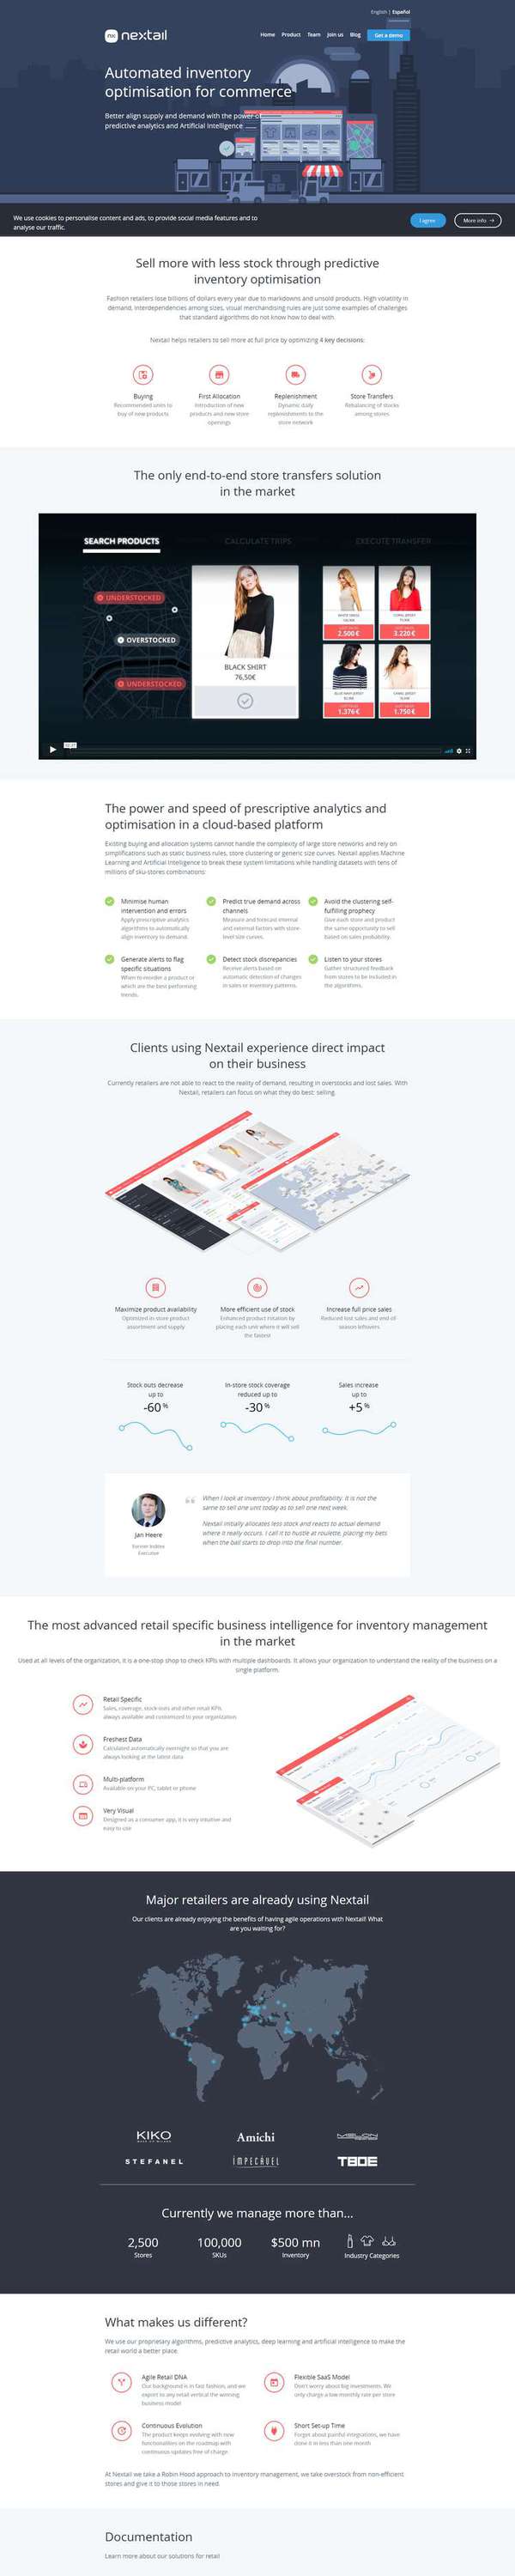 English | Español
nx nextail
Home Product Team Join us Blog Get a demo
Automated inventory
optimisation for commerce
Better align supply and demand with the power of
predictive analytics and Artificial Intelligence
We use cookies to personalise content and ads, to provide social media features and to
analyse our traffic.
I agree
More info →
Sell more with less stock through predictive
inventory optimisation
Fashion retailers lose billions of dollars every year due to markdowns and unsold products. High volatility in
demand, interdependencies among sizes, visual merchandising rules are just some examples of challenges
that standard algorithms do not know how to deal with.
Nextail helps retailers to sell more at full price by optimizing 4 key decisions:
Buying
Recommended units to
buy of new products
First Allocation
Introduction of new
products and new store
openings
Replenishment
Dynamic daily
replenishments to the
store network
Store Transfers
Rebalancing of stocks
among stores
The only end-to-end store transfers solution
in the market
SEARCH PRODUCTS
CALCULATE TRIPS
EXECUTE TRANSFER
UNDERSTOCKED
OVERSTOCKED
UNDERSTOCKED
BLACK SHIRT
76,50€
2.500 €
3.220 €
1.376 €
1.750 €
The power and speed of prescriptive analytics and
optimisation in a cloud-based platform
Existing buying and allocation systems cannot handle the complexity of large store networks and rely on
simplifications such as static business rules, store clustering or generic size curves. Nextail applies Machine
Learning and Artificial Intelligence to break these system limitations while handling datasets with tens of
millions of sku-stores combinations:
Minimise human
intervention and errors
Apply prescriptive analytics
algorithms to automatically
align inventory to demand.
Predict true demand across
channels
Measure and forecast internal
and external factors with store-
level size curves.
Avoid the clustering self-
fulfilling prophecy
Give each store and product
the same opportunity to sell
based on sales probability.
Generate alerts to flag
specific situations
When to reorder a product or
which are the best performing
trends.
Detect stock discrepancies
Receive alerts based on
automatic detection of changes
in sales or inventory patterns.
Listen to your stores
Gather structured feedback
from stores to be included in
the algorithms.
Clients using Nextail experience direct impact
on their business
Currently retailers are not able to react to the reality of demand, resulting in overstocks and lost sales. With
Nextail, retailers can focus on what they do best: selling.
Maximize product availability
Optimized in-store product
assortment and supply
More efficient use of stock
Enhanced product rotation by
placing each unit where it will sell
the fastest
Increase full price sales
Reduced lost sales and end of
season leftovers
Stock outs decrease
up to
-60 %
In-store stock coverage
reduced up to
-30 %
Sales increase
up to
+5 %
Jan Heere
Former Inditex
Executive
When I look at inventory I think about profitability. It is not the
same to sell one unit today as to sell one next week.
Nextail initially allocates less stock and reacts to actual demand
where it really occurs. I call it to hustle at roulette, placing my bets
when the ball starts to drop into the final number.
The most advanced retail specific business intelligence for inventory management
in the market
Used at all levels of the organization, it is a one-stop shop to check KPIs with multiple dashboards. It allows your organization to understand the reality of the business on a
single platform.
Retail Specific
Sales, coverage, stock-outs and other retail KPIs
always available and customized to your organization
Freshest Data
Calculated automatically overnight so that you are
always looking at the latest data
Multi-platform
Available on your PC, tablet or phone
Very Visual
Designed as a consumer app, it is very intuitive and
easy to use
Major retailers are already using Nextail
Our clients are already enjoying the benefits of having agile operations with Nextail! What
are you waiting for?
KIKO
Amichi
STEFANEL
IMPECÁVEL
Currently we manage more than...
2,500
Stores
100,000
SKUs
$500 mn
Inventory
Industry Categories
What makes us different?
We use our proprietary algorithms, predictive analytics, deep learning and artificial intelligence to make the
retail world a better place.
Agile Retail DNA
Our background is in fast fashion, and we
export to any retail vertical the winning
business model
Flexible SaaS Model
Don't worry about big investments. We
only charge a low monthly rate per store
Continuous Evolution
The product keeps evolving with new
functionalities on the roadmap with
continuous updates free of charge
Short Set-up Time
Forget about painful integrations, we have
done it in less than one month
At Nextail we take a Robin Hood approach to inventory management, we take overstock from non-efficient
stores and give it to those stores in need.
Documentation
Learn more about our solutions for retail